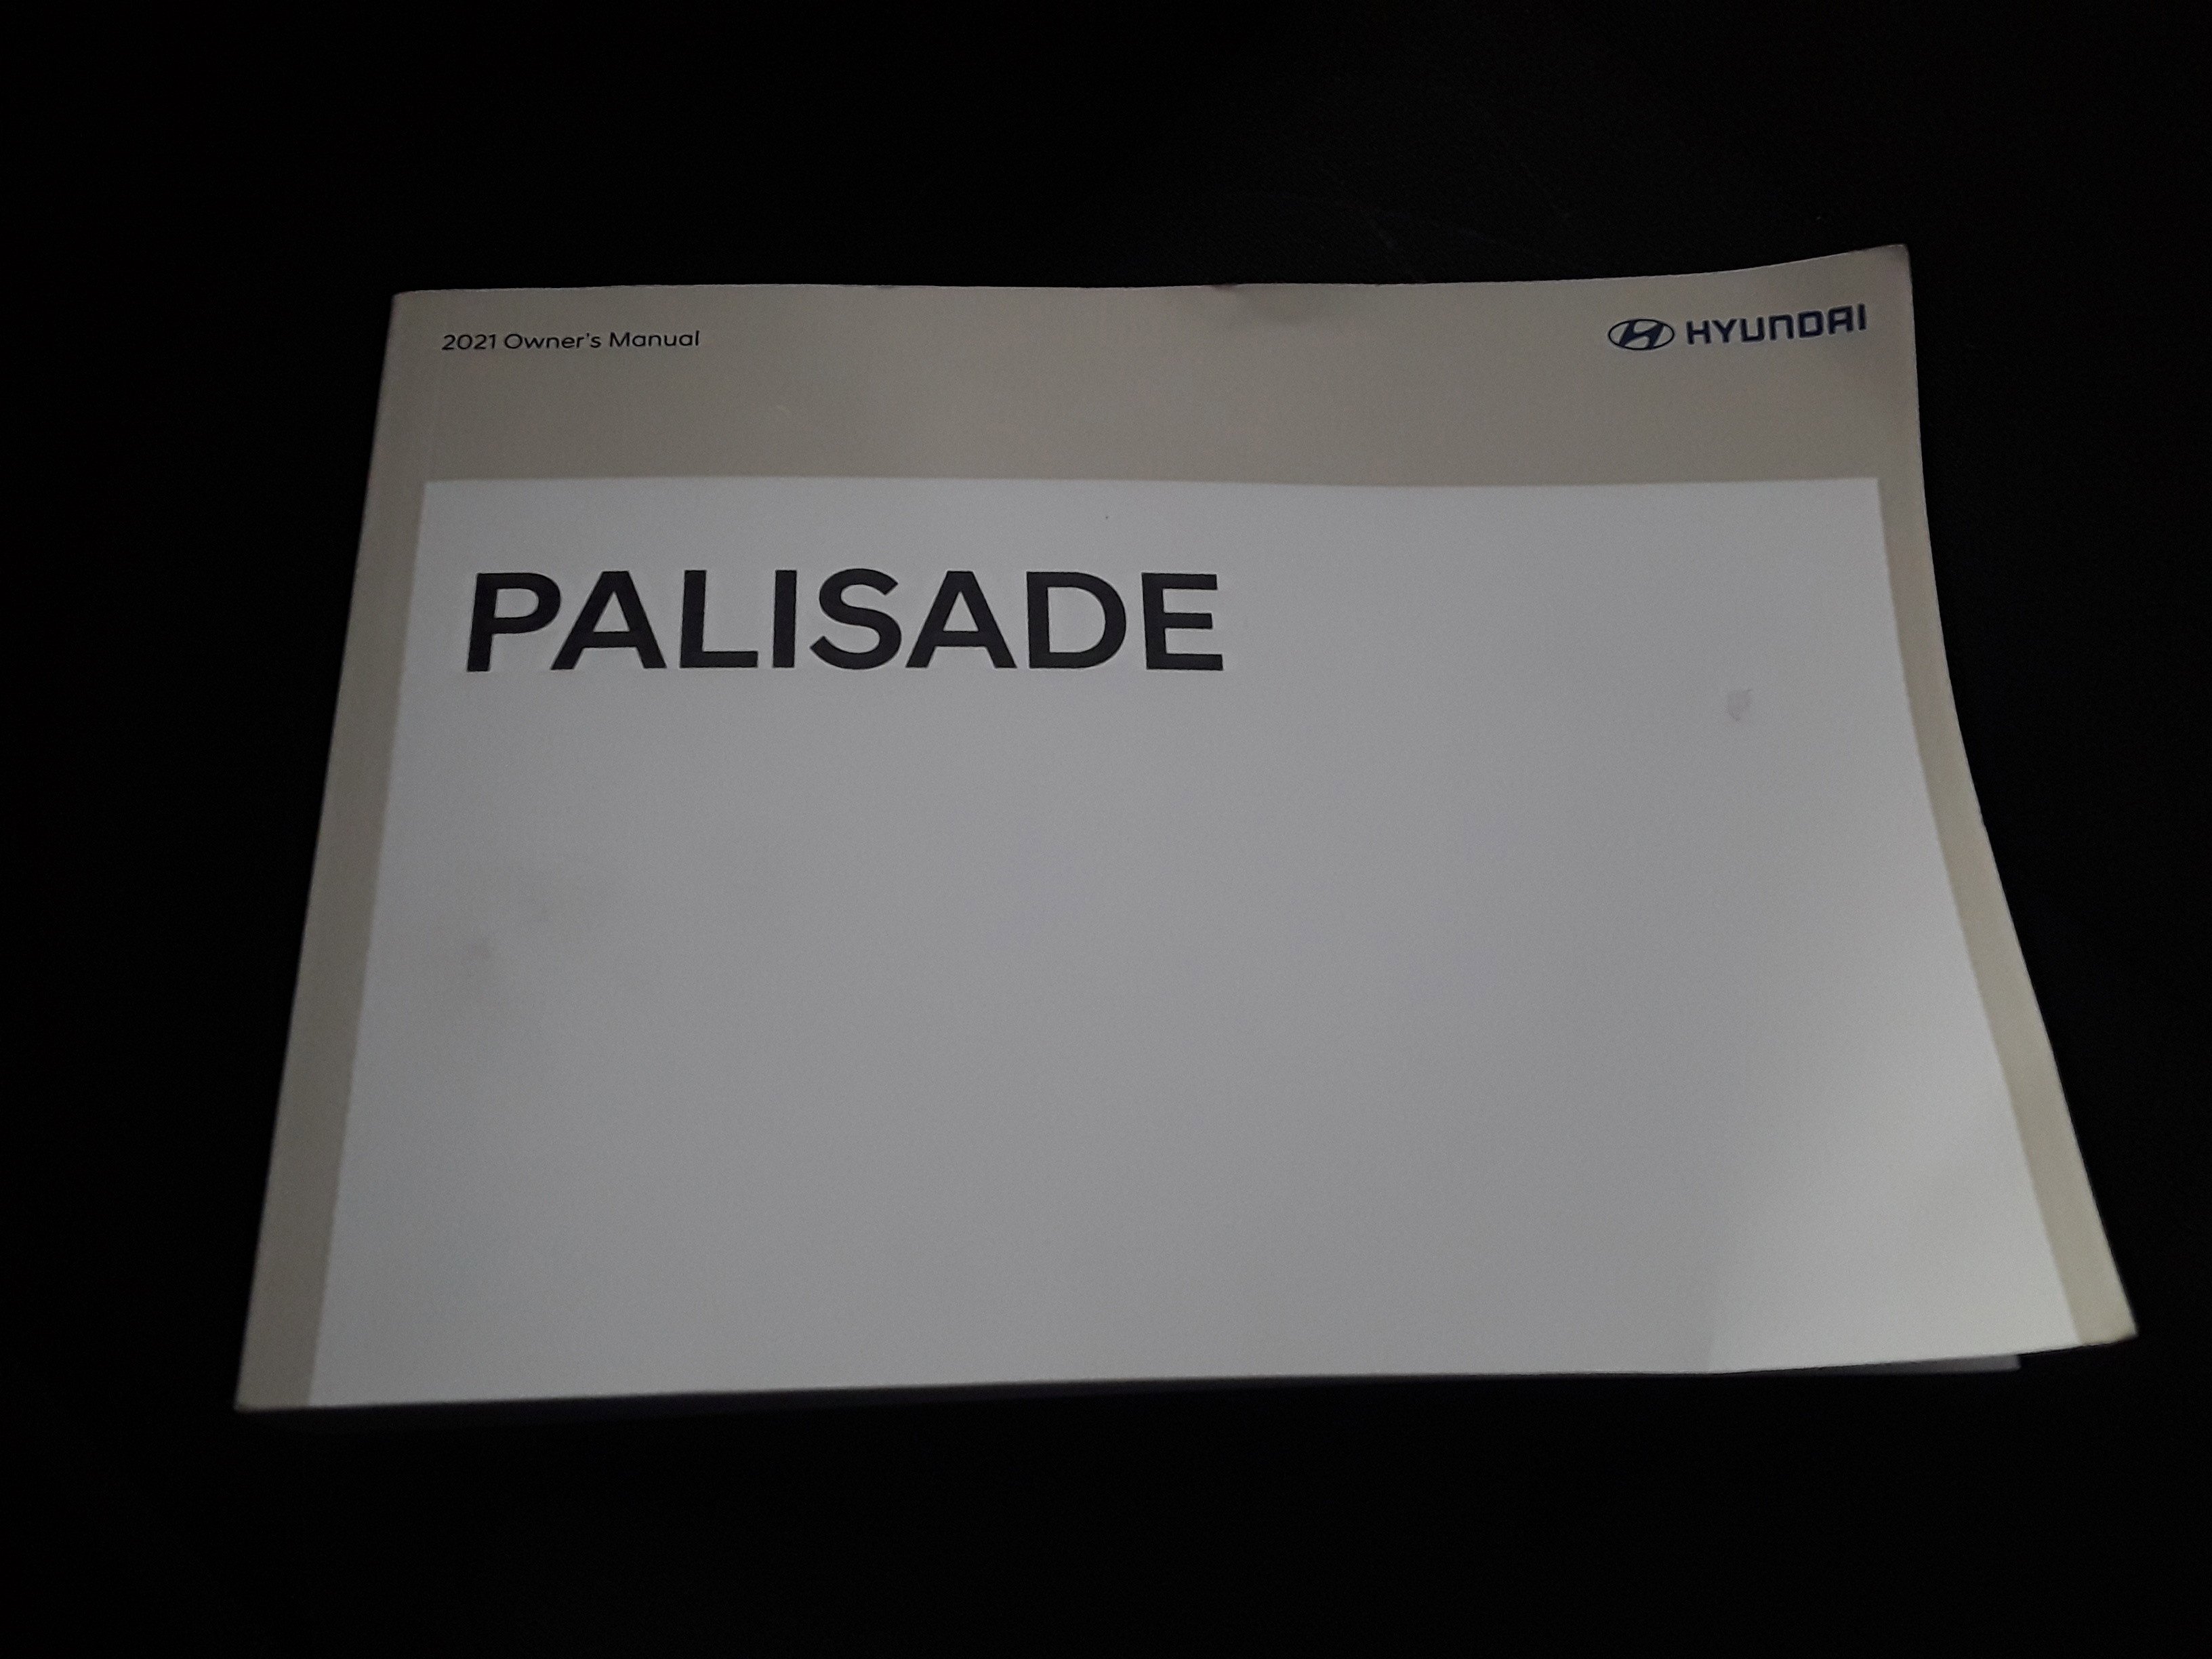 2021 Owner's Manual
HYUNDAI
PALISADE